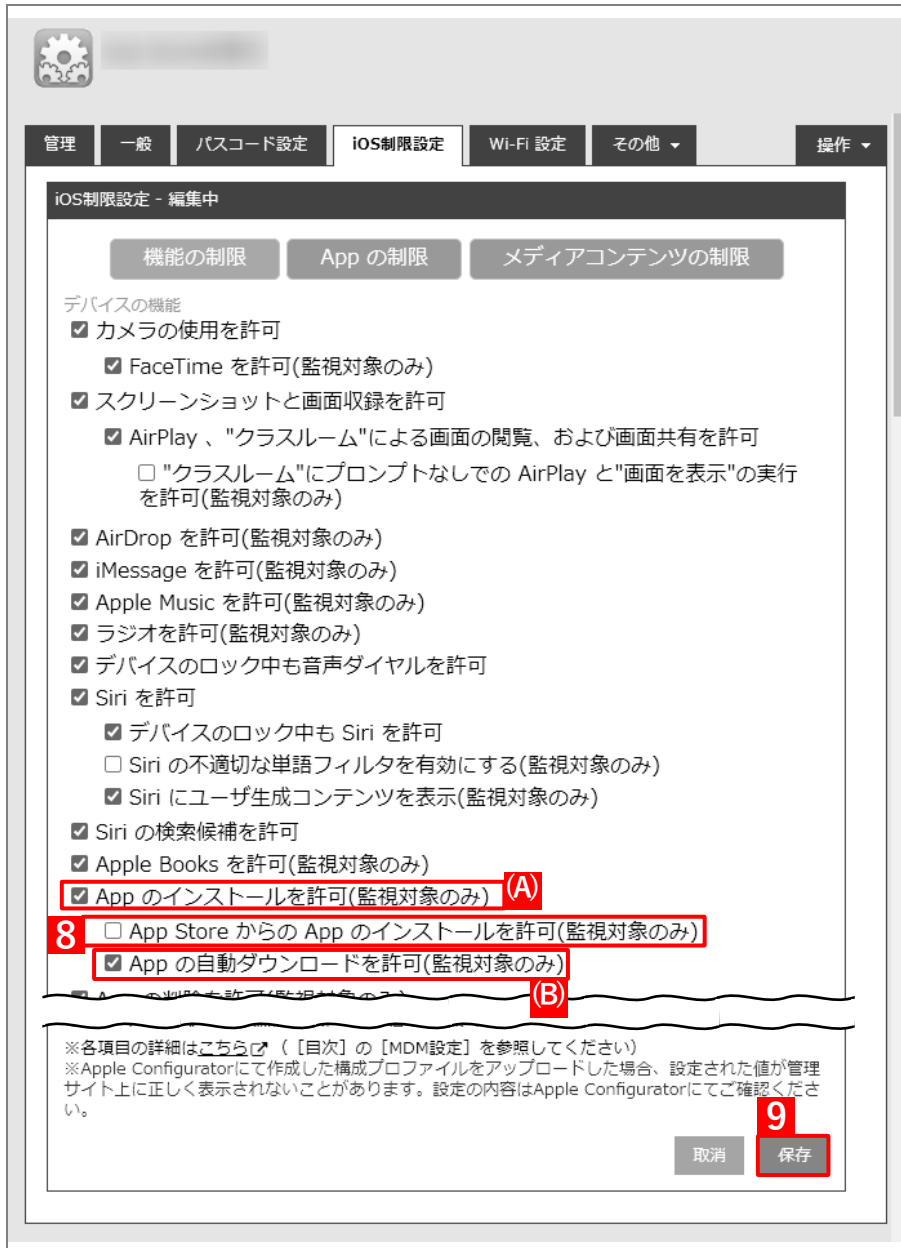 管理 一般 パスコード設定 iOS制限設定 Wi-Fi 設定 その他 ▼ 操作 ▼
iOS制限設定 - 編集中
機能の制限 App の制限 メディアコンテンツの制限
デバイスの機能
カメラの使用を許可
FaceTime を許可(監視対象のみ)
スクリーンショットと画面収録を許可
AirPlay 、"クラスルーム"による画面の閲覧、および画面共有を許可
"クラスルーム"にプロンプトなしでの AirPlay と"画面を表示"の実行
を許可(監視対象のみ)
AirDrop を許可(監視対象のみ)
iMessage を許可(監視対象のみ)
Apple Music を許可(監視対象のみ)
ラジオを許可(監視対象のみ)
デバイスのロック中も音声ダイヤルを許可
Siri を許可
デバイスのロック中も Siri を許可
Siri の不適切な単語フィルタを有効にする(監視対象のみ)
Siri にユーザ生成コンテンツを表示(監視対象のみ)
Siri の検索候補を許可
Apple Books を許可(監視対象のみ)
App のインストールを許可(監視対象のみ) (A)
8 App Store からの App のインストールを許可(監視対象のみ)
App の自動ダウンロードを許可(監視対象のみ)
(B)
※各項目の詳細はこちら ( [目次] の [MDM設定] を参照してください)
※Apple Configuratorにて作成した構成プロファイルをアップロードした場合、設定された値が管理
サイト上に正しく表示されないことがあります。設定の内容はApple Configuratorにてご確認くださ
い。
9
取消 保存